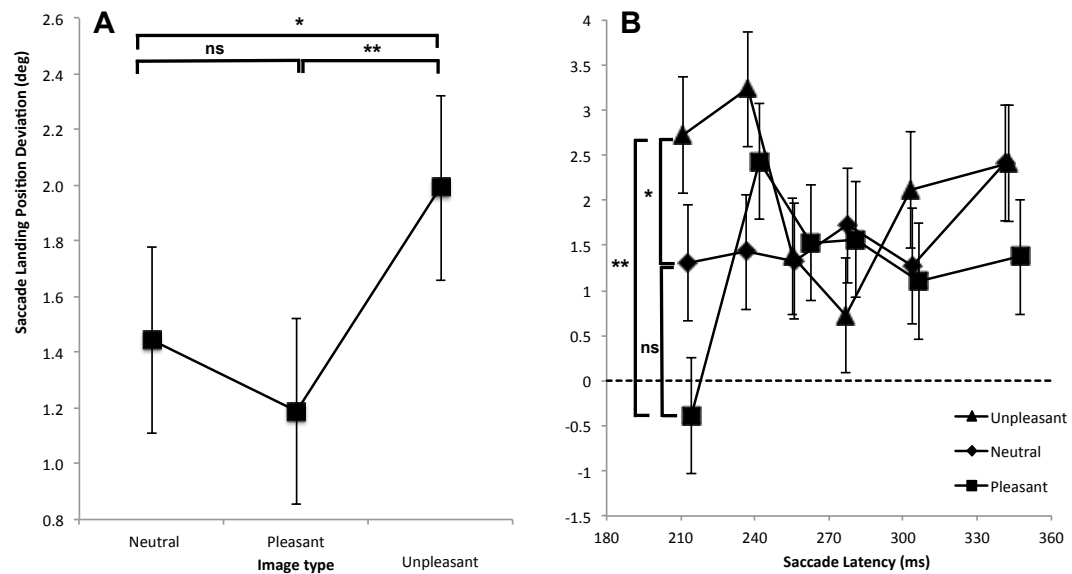 A
Saccade Landing Position Deviation (deg)
2.6
2.4
2.2
2.0
1.8
1.6
1.4
1.2
1.0
0.8
*
ns
**
Neutral
Pleasant
Unpleasant
Image type
B
4
3.5
3
2.5
2
1.5
1
0.5
0
-0.5
-1
-1.5
*
**
ns
Unpleasant
Neutral
Pleasant
180
210
240
270
300
330
360
Saccade Latency (ms)